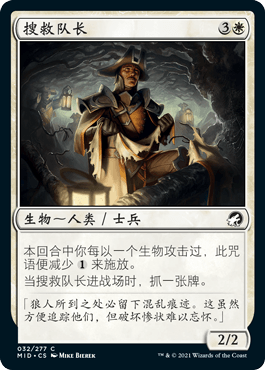 搜救队长 3
生物～人类 / 士兵
本回合中你每以一个生物攻击过，此咒
语便减少 1 来施放。
当搜救队长进战场时，抓一张牌。
「狼人所到之处必留下混乱痕迹。这虽然
方便追踪他们，但破坏惨状难以忘怀。」
2/2
032/277 C
MID • CS MIKE BIEREK
™ & © 2021 Wizards of the Coast